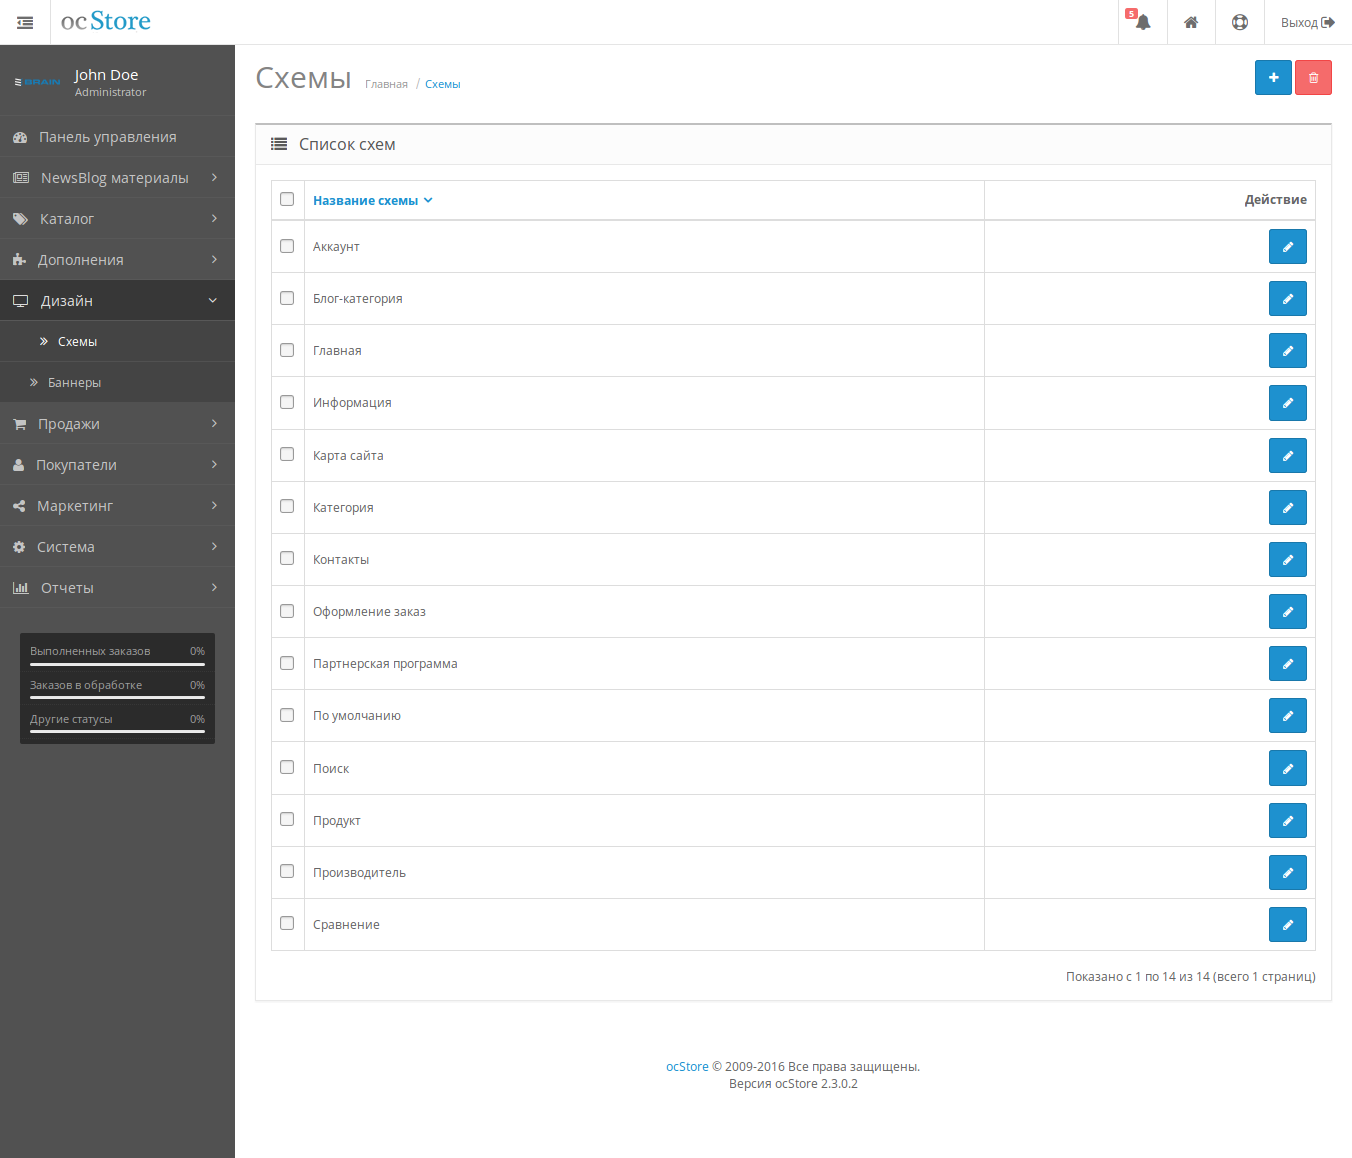 ocStore
5
Выход
BRAIN
John Doe
Administrator
Панель управления
NewsBlog материалы
Каталог
Дополнения
Дизайн
Схемы
Баннеры
Продажи
Покупатели
Маркетинг
Система
Отчеты
Выполненных заказов 0%
Заказов в обработке 0%
Другие статусы 0%
Схемы Главная / Схемы
Список схем
Название схемы Действие
Аккаунт
Блог-категория
Главная
Информация
Карта сайта
Категория
Контакты
Оформление заказ
Партнерская программа
По умолчанию
Поиск
Продукт
Производитель
Сравнение
Показано с 1 по 14 из 14 (всего 1 страниц)
ocStore © 2009-2016 Все права защищены.
Версия ocStore 2.3.0.2